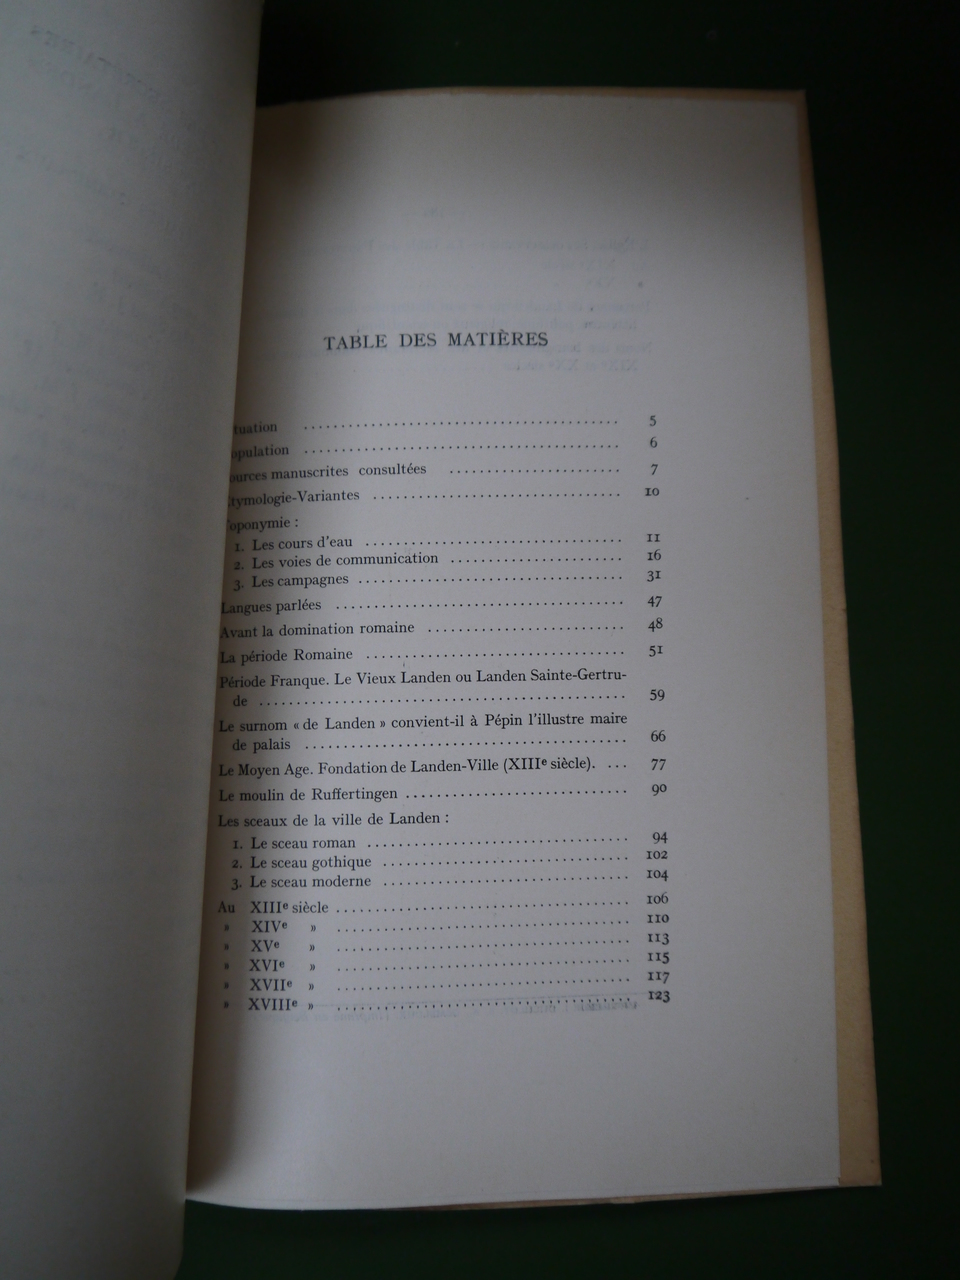 TABLE DES MATIÈRES
tuation .......... 5
opulation .......... 6
ources manuscrites consultées .......... 7
tymologie-Variantes .......... 10
oponymie :
1. Les cours d'eau .......... 11
2. Les voies de communication .......... 16
3. Les campagnes .......... 31
Langues parlées .......... 47
Avant la domination romaine .......... 48
La période Romaine .......... 51
Période Franque. Le Vieux Landen ou Landen Sainte-Gertru-
de .......... 59
Le surnom « de Landen » convient-il à Pépin l'illustre maire
de palais .......... 66
Le Moyen Age. Fondation de Landen-Ville (XIIIe siècle). ... 77
Le moulin de Ruffertingen .......... 90
Les sceaux de la ville de Landen :
1. Le sceau roman .......... 94
2. Le sceau gothique .......... 102
3. Le sceau moderne .......... 104
Au XIIIe siècle .......... 106
» XIVe » .......... 110
» XVe » .......... 113
» XVIe » .......... 115
» XVIIe » .......... 117
» XVIIIe » .......... 123